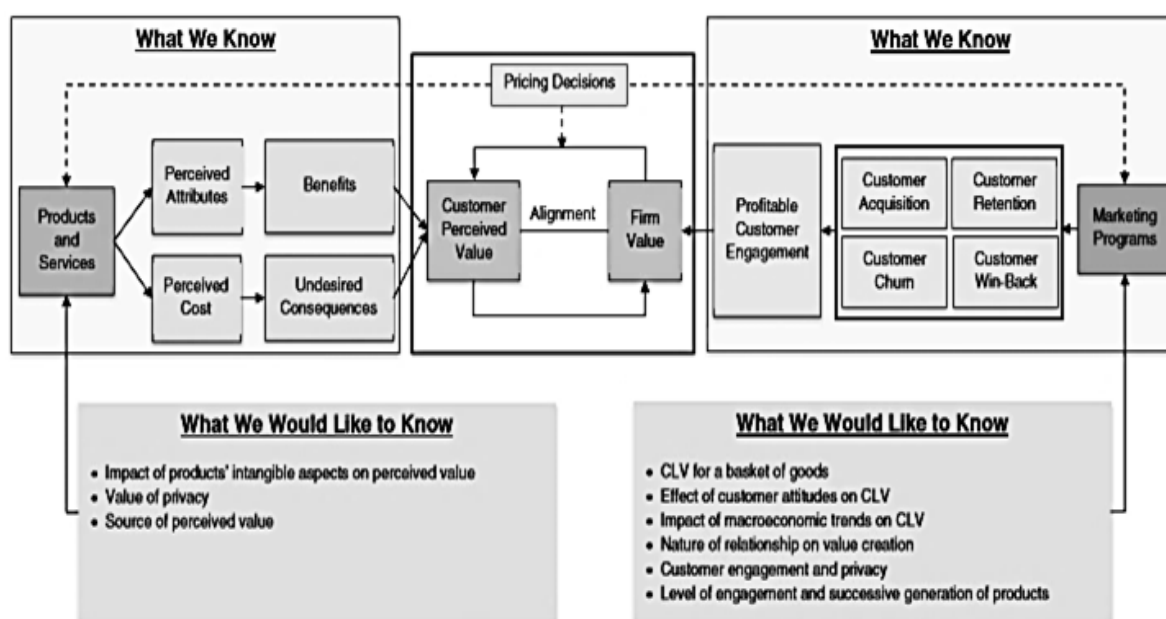 What We Know
What We Know
Pricing Decisions
Products
and
Services
Perceived
Attributes
Benefits
Perceived
Cost
Undesired
Consequences
Customer
Perceived
Value
Alignment
Firm
Value
Profitable
Customer
Engagement
Customer
Acquisition
Customer
Retention
Customer
Churn
Customer
Win-Back
Marketing
Programs
What We Would Like to Know
• Impact of products' intangible aspects on perceived value
• Value of privacy
• Source of perceived value
What We Would Like to Know
• CLV for a basket of goods
• Effect of customer attitudes on CLV
• Impact of macroeconomic trends on CLV
• Nature of relationship on value creation
• Customer engagement and privacy
• Level of engagement and successive generation of products